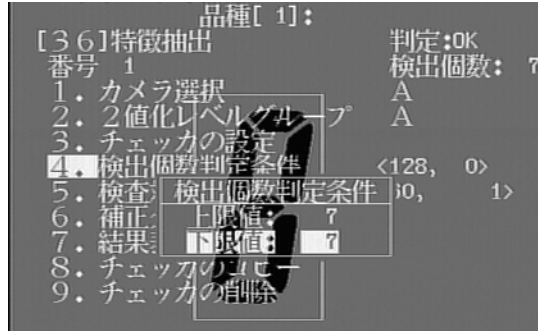 品種[ 1]:
[36]特徴抽出 判定:OK
番号 1 検出個数: 7
1. カメラ選択 A
2. 2値化レベルグループ A
3. チェッカの設定
4. 検出個数判定条件 <128, 0>
5. 検査 60, 1>
検出個数判定条件
6. 補正
上限値: 7
7. 結果
下限値: 7
8. チェッカのコピー
9. チェッカの削除